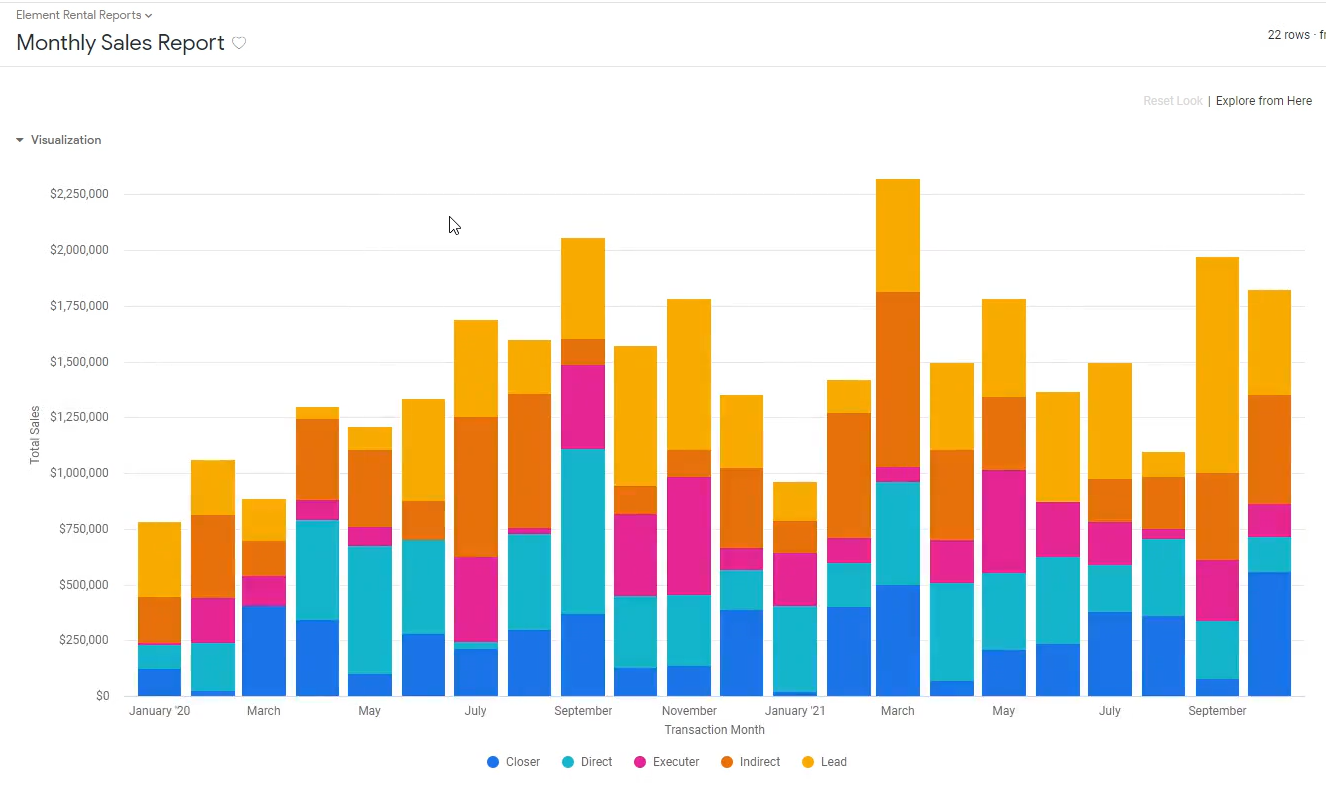 Element Rental Reports
Monthly Sales Report
22 rows ·
Reset Look | Explore from Here
Visualization
$2,250,000
$2,000,000
$1,750,000
$1,500,000
$1,250,000
$1,000,000
$750,000
$500,000
$250,000
$0
Total Sales
January '20 March May July September November January '21 March May July September
Transaction Month
Closer Direct Executer Indirect Lead